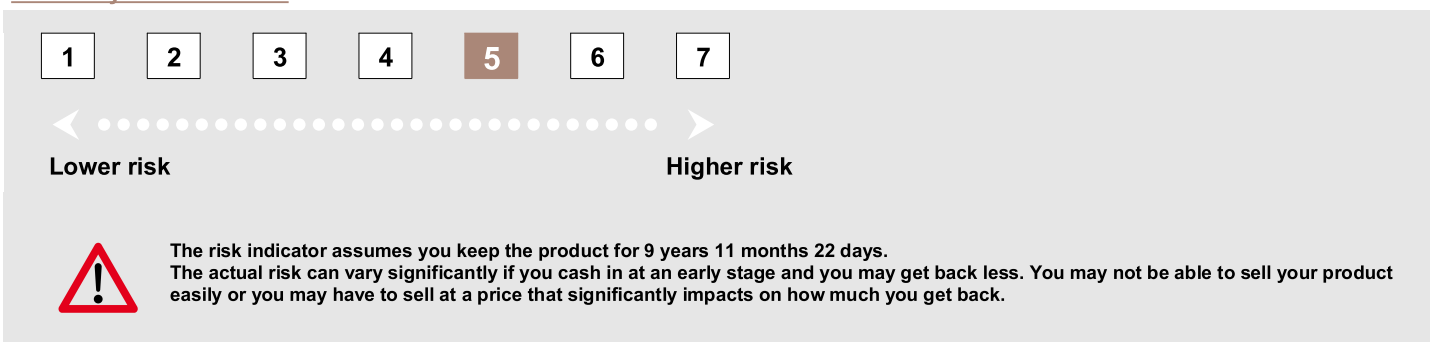 1 2 3 4 5 6 7
Lower risk Higher risk
The risk indicator assumes you keep the product for 9 years 11 months 22 days.
The actual risk can vary significantly if you cash in at an early stage and you may get back less. You may not be able to sell your product
easily or you may have to sell at a price that significantly impacts on how much you get back.